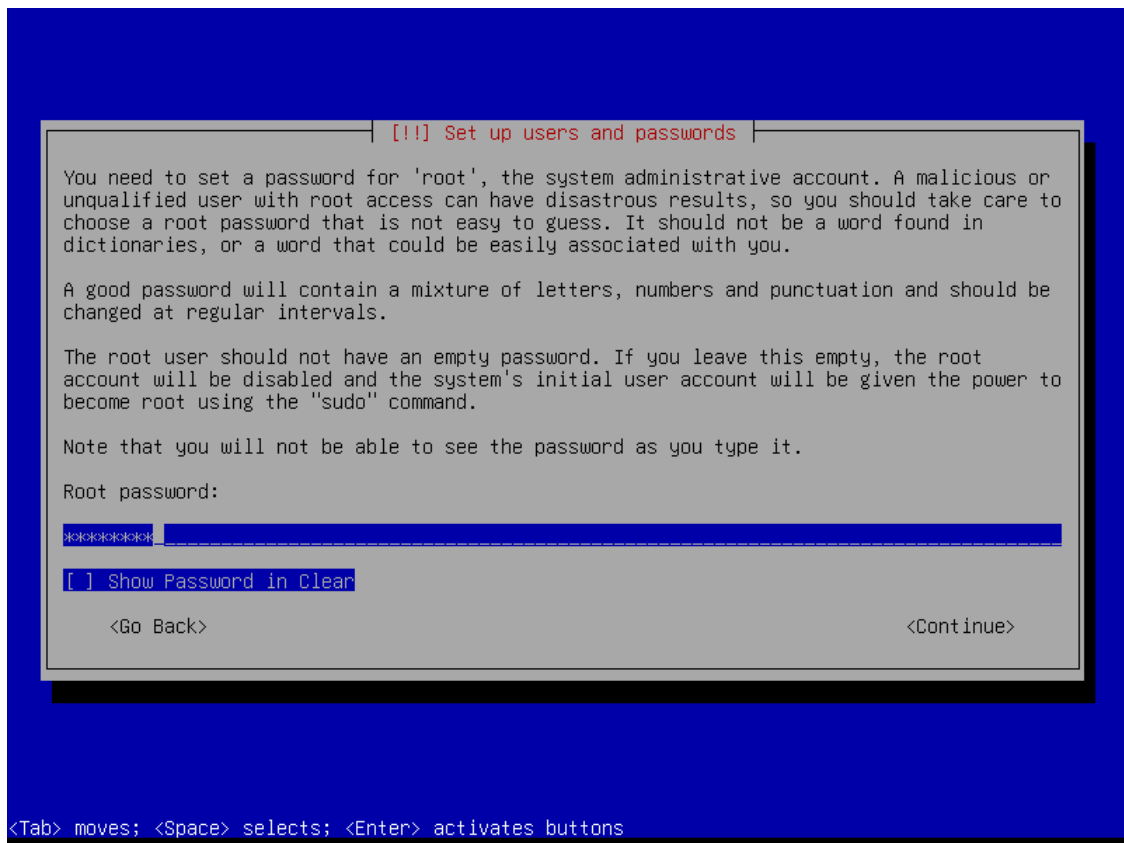 [!!] Set up users and passwords
You need to set a password for 'root', the system administrative account. A malicious or
unqualified user with root access can have disastrous results, so you should take care to
choose a root password that is not easy to guess. It should not be a word found in
dictionaries, or a word that could be easily associated with you.
A good password will contain a mixture of letters, numbers and punctuation and should be
changed at regular intervals.
The root user should not have an empty password. If you leave this empty, the root
account will be disabled and the system's initial user account will be given the power to
become root using the "sudo" command.
Note that you will not be able to see the password as you type it.
Root password:
********
[ ] Show Password in Clear
<Go Back> <Continue>
<Tab> moves; <Space> selects; <Enter> activates buttons